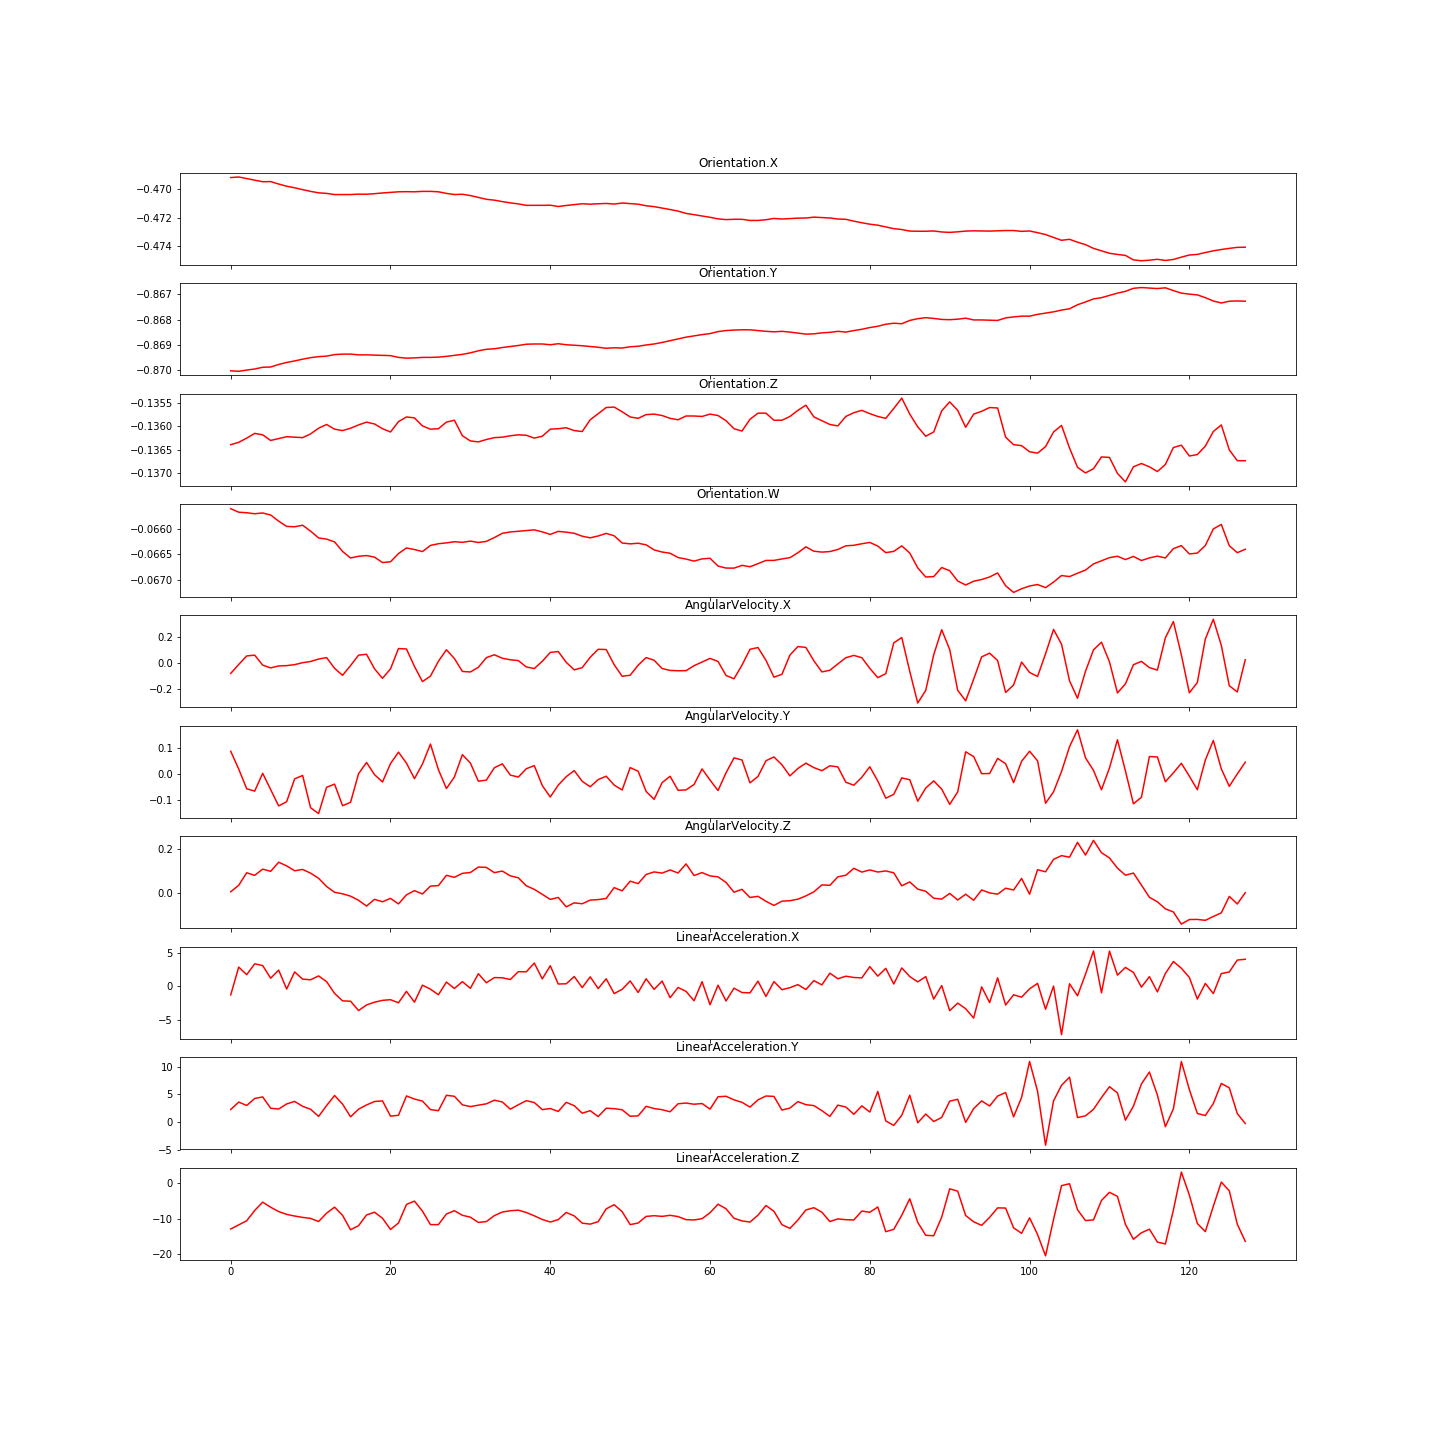 Orientation.X
−0.470
−0.472
−0.474
Orientation.Y
−0.867
−0.868
−0.869
−0.870
Orientation.Z
−0.1355
−0.1360
−0.1365
−0.1370
Orientation.W
−0.0660
−0.0665
−0.0670
AngularVelocity.X
0.2
0.0
−0.2
AngularVelocity.Y
0.1
0.0
−0.1
AngularVelocity.Z
0.2
0.0
LinearAcceleration.X
5
0
−5
LinearAcceleration.Y
10
5
0
−5
LinearAcceleration.Z
0
−10
−20
0 20 40 60 80 100 120